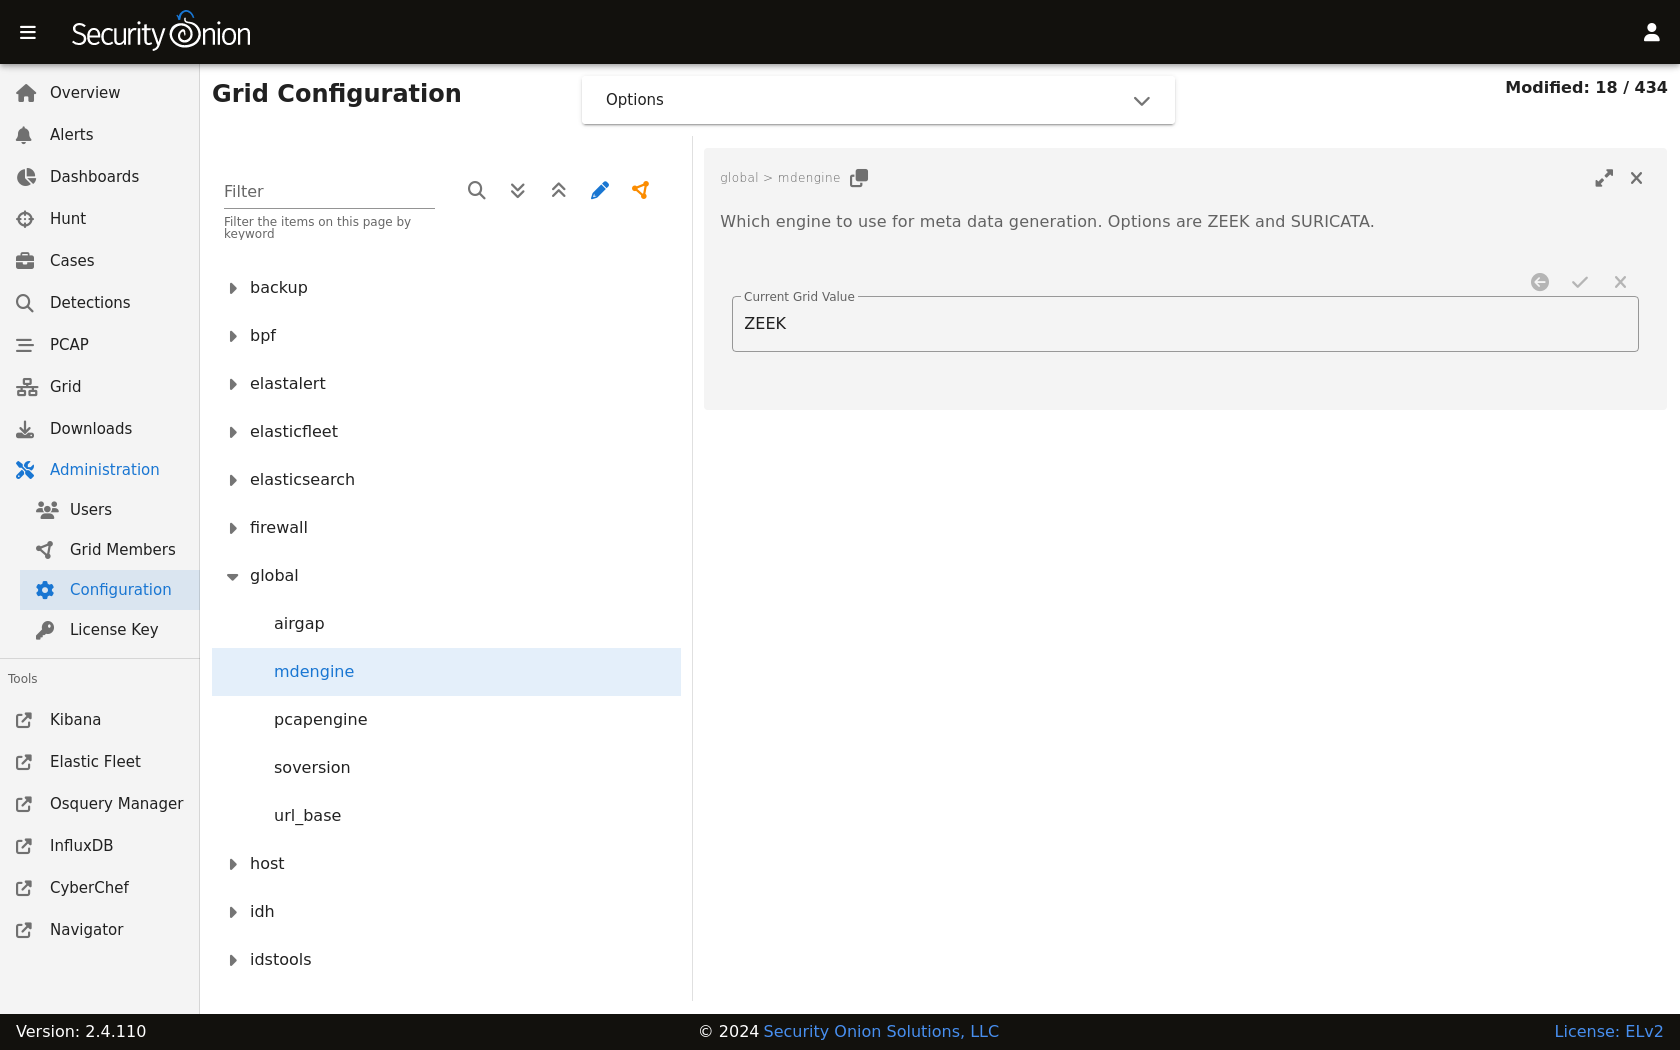 Security Onion
Overview
Alerts
Dashboards
Hunt
Cases
Detections
PCAP
Grid
Downloads
Administration
Users
Grid Members
Configuration
License Key
Tools
Kibana
Elastic Fleet
Osquery Manager
InfluxDB
CyberChef
Navigator
Grid Configuration
Options
Modified: 18 / 434
Filter
Filter the items on this page by
keyword
backup
bpf
elastalert
elasticfleet
elasticsearch
firewall
global
airgap
mdengine
pcapengine
soversion
url_base
host
idh
idstools
global > mdengine
Which engine to use for meta data generation. Options are ZEEK and SURICATA.
Current Grid Value
ZEEK
Version: 2.4.110
© 2024 Security Onion Solutions, LLC
License: ELv2